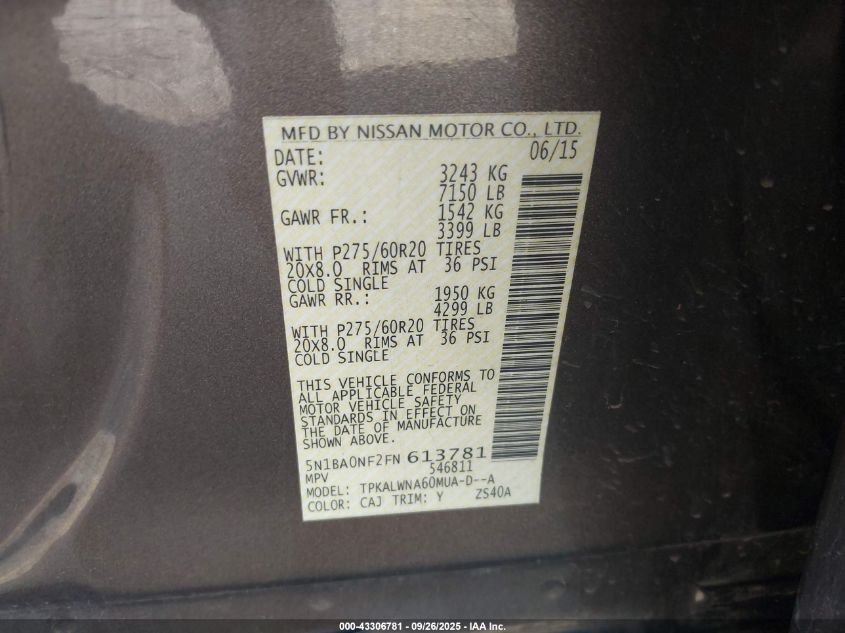 MFD BY NISSAN MOTOR CO., LTD.
DATE: 06/15
GVWR: 3243 KG
7150 LB
GAWR FR.: 1542 KG
3399 LB
WITH P275/60R20 TIRES
20X8.0 RIMS AT 36 PSI
COLD SINGLE
GAWR RR.: 1950 KG
4299 LB
WITH P275/60R20 TIRES
20X8.0 RIMS AT 36 PSI
COLD SINGLE
THIS VEHICLE CONFORMS TO
ALL APPLICABLE FEDERAL
MOTOR VEHICLE SAFETY
STANDARDS IN EFFECT ON
THE DATE OF MANUFACTURE
SHOWN ABOVE.
5N1BA0NF2FN 613781
MPV 546811
MODEL: TPKALWNA60MUA-D--A
COLOR: CAJ TRIM: Y ZS40A
000-43306781 - 09/26/2025 - IAA Inc.